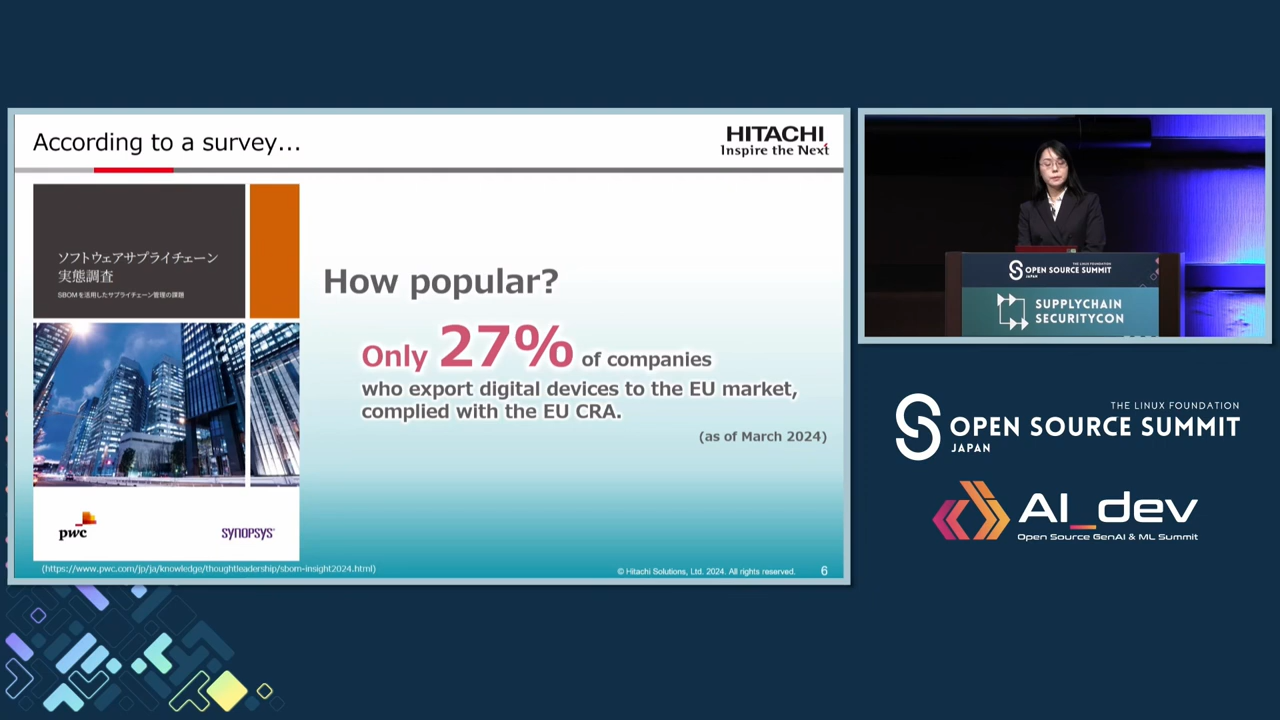 According to a survey...
HITACHI
Inspire the Next
ソフトウェアサプライチェーン
実態調査
SBOMを活用したサプライチェーン管理の課題
pwc
SYNOPSYS®
(https://www.pwc.com/jp/ja/knowledge/thoughtleadership/sbom-insight2024.html)
How popular?
Only 27% of companies
who export digital devices to the EU market,
complied with the EU CRA.
(as of March 2024)
© Hitachi Solutions, Ltd. 2024. All rights reserved.
6
THE LINUX FOUNDATION
OPEN SOURCE SUMMIT
JAPAN
SUPPLYCHAIN
SECURITYCON
THE LINUX FOUNDATION
OPEN SOURCE SUMMIT
JAPAN
AI_dev
Open Source GenAI & ML Summit